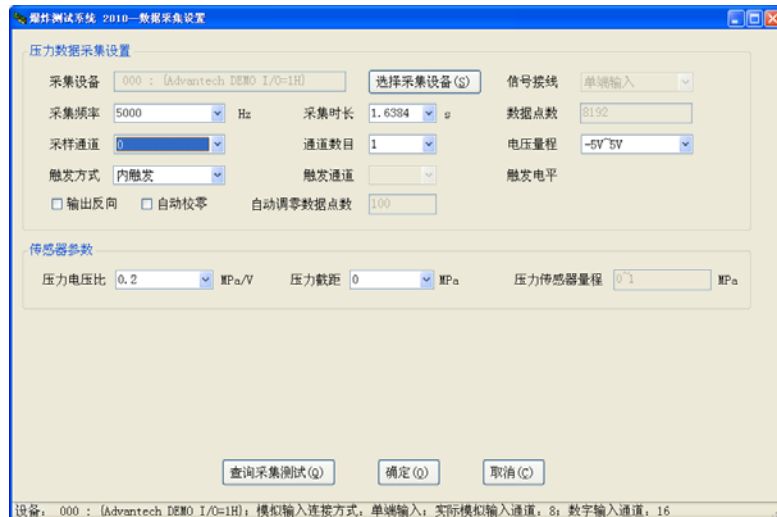 爆炸测试系统 2010—数据采集设置
压力数据采集设置
采集设备 000 : (Advantech DEMO I/O=1H) 选择采集设备(S) 信号接线 单端输入
采集频率 5000 Hz 采集时长 1.6384 s 数据点数 8192
采样通道 0 通道数目 1 电压量程 -5V~5V
触发方式 内触发 触发通道 触发电平
输出反向 自动校零 自动调零数据点数 100
传感器参数
压力电压比 0.2 MPa/V 压力截距 0 MPa 压力传感器量程 0~1 MPa
查询采集测试(Q) 确定(O) 取消(C)
设备: 000 : (Advantech DEMO I/O=1H); 模拟输入连接方式: 单端输入; 实际模拟输入通道: 8; 数字输入通道: 16